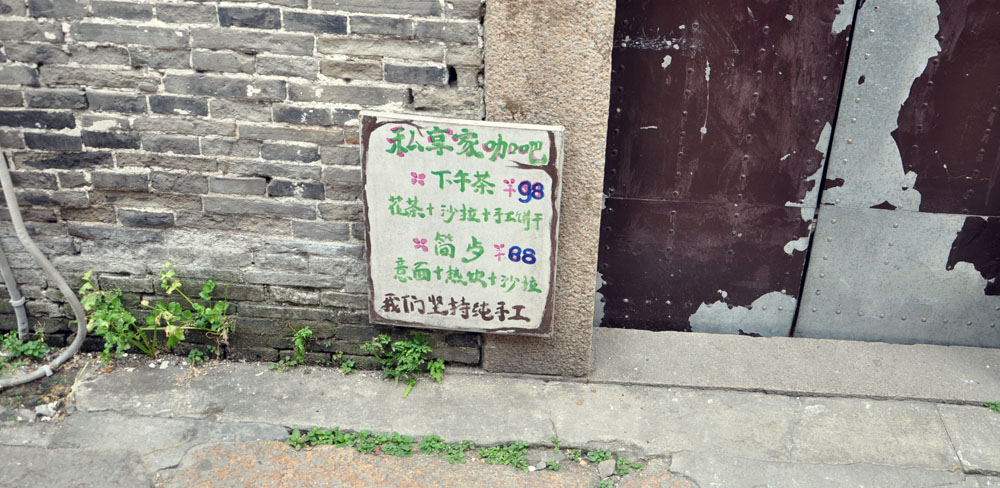 私享家咖吧
下午茶 ¥98
花茶+沙拉+手工饼干
简歺 ¥88
意面+热饮+沙拉
我们坚持纯手工